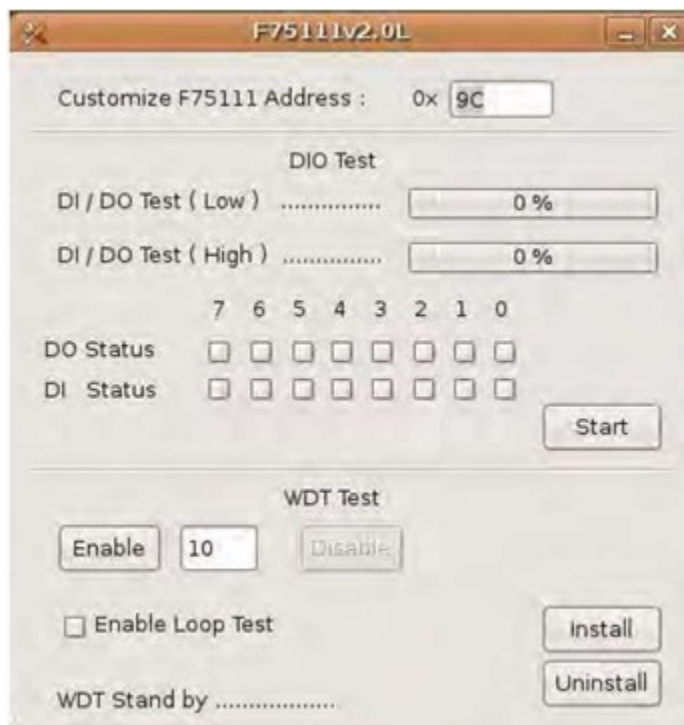 F75111v2.0L
Customize F75111 Address : 0x 9C
DIO Test
DI / DO Test ( Low ) ............... 0 %
DI / DO Test ( High ) ............... 0 %
7 6 5 4 3 2 1 0
DO Status
DI Status
Start
WDT Test
Enable 10 Disable
Enable Loop Test
Install
Uninstall
WDT Stand by ...................